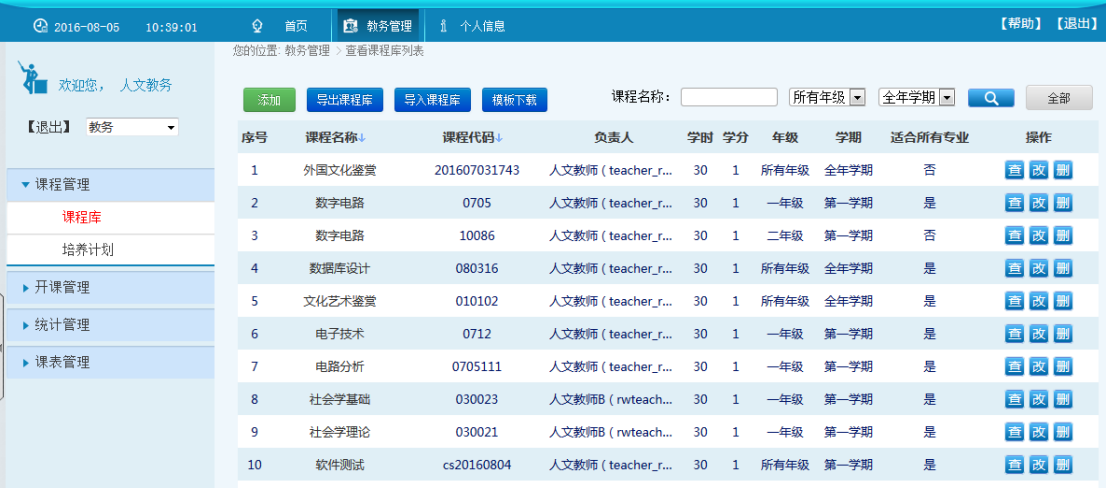 2016-08-05 10:39:01 首页 教务管理 个人信息 【帮助】 【退出】
您的位置: 教务管理 > 查看课程库列表
欢迎您， 人文教务
【退出】 教务
课程管理
课程库
培养计划
开课管理
统计管理
课表管理
添加 导出课程库 导入课程库 模板下载 课程名称： 所有年级 全年学期 全部
序号 课程名称↓ 课程代码↓ 负责人 学时 学分 年级 学期 适合所有专业 操作
1 外国文化鉴赏 201607031743 人文教师 ( teacher_r... 30 1 所有年级 全年学期 否 查 改 删
2 数字电路 0705 人文教师 ( teacher_r... 30 1 一年级 第一学期 是 查 改 删
3 数字电路 10086 人文教师 ( teacher_r... 30 1 二年级 第一学期 否 查 改 删
4 数据库设计 080316 人文教师 ( teacher_r... 30 1 所有年级 全年学期 是 查 改 删
5 文化艺术鉴赏 010102 人文教师 ( teacher_r... 30 1 所有年级 全年学期 是 查 改 删
6 电子技术 0712 人文教师 ( teacher_r... 30 1 一年级 第一学期 是 查 改 删
7 电路分析 0705111 人文教师 ( teacher_r... 30 1 一年级 第一学期 是 查 改 删
8 社会学基础 030023 人文教师B ( rwteach... 30 1 一年级 第一学期 是 查 改 删
9 社会学理论 030021 人文教师B ( rwteach... 30 1 一年级 第一学期 是 查 改 删
10 软件测试 cs20160804 人文教师 ( teacher_r... 30 1 所有年级 全年学期 是 查 改 删